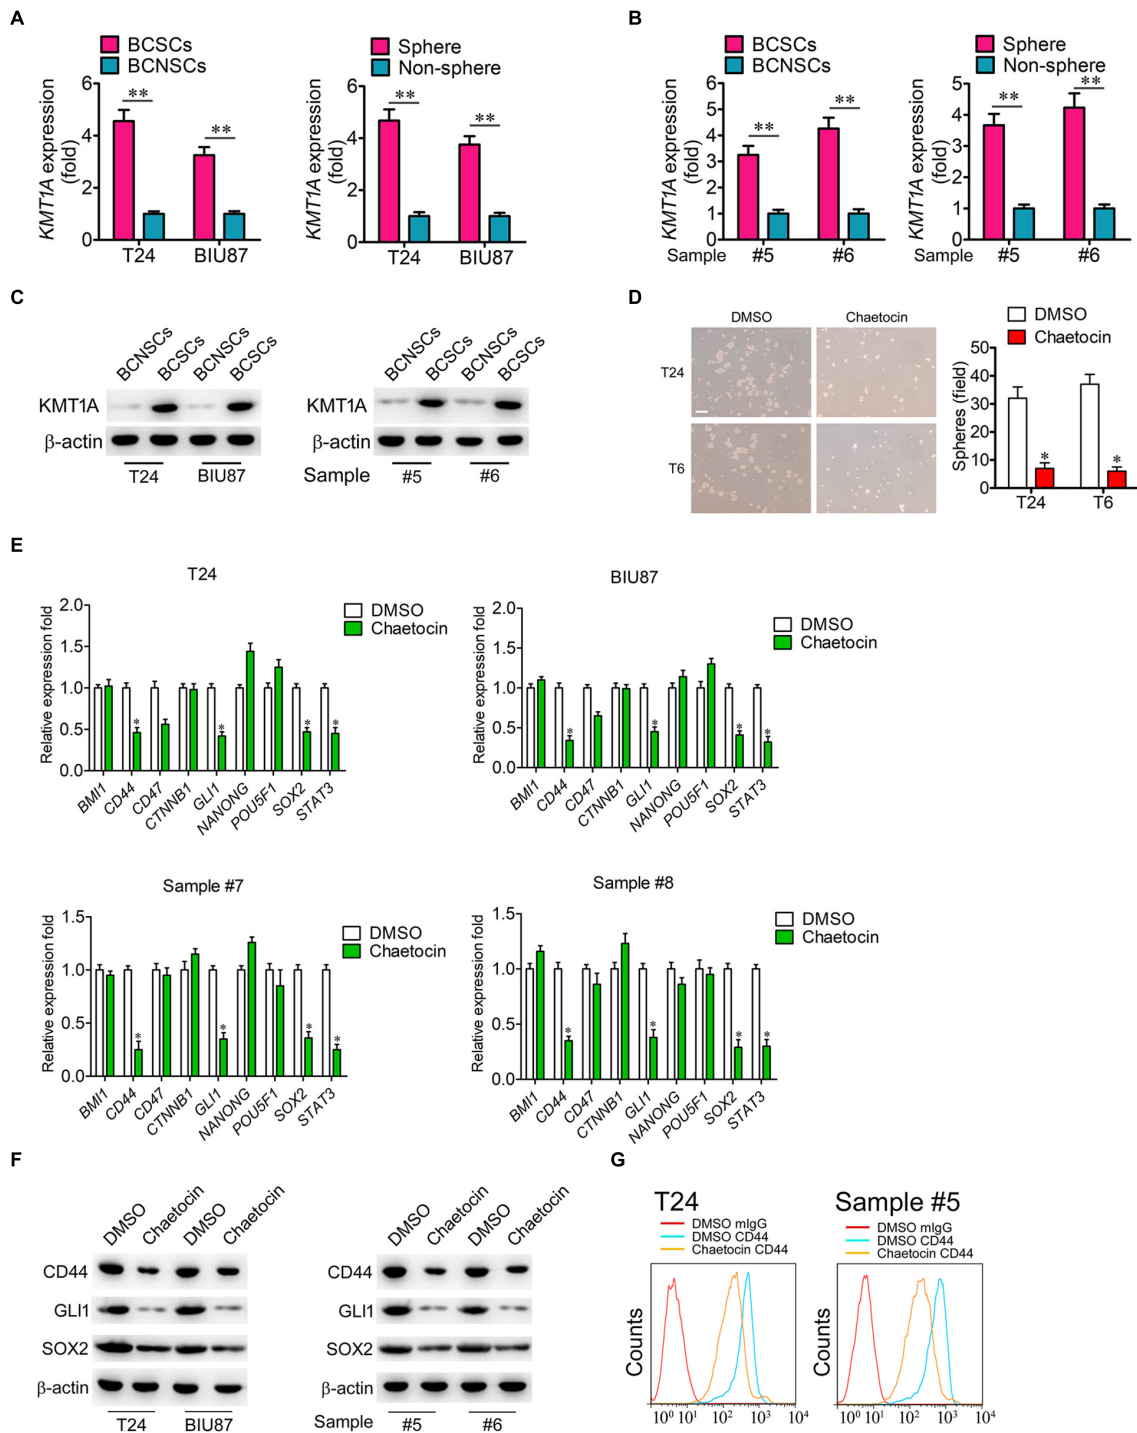 A
BCSCs
BCNSCs
KMT1A expression
(fold)
6
4
2
0
**
**
T24
BIU87
Sphere
Non-sphere
KMT1A expression
(fold)
6
4
2
0
**
**
T24
BIU87
B
BCSCs
BCNSCs
KMT1A expression
(fold)
6
5
4
3
2
1
0
**
**
Sample
#5
#6
Sphere
Non-sphere
KMT1A expression
(fold)
5
4
3
2
1
0
**
**
Sample
#5
#6
C
BCNSCs
BCSCs
BCNSCs
BCSCs
KMT1A
β-actin
T24
BIU87
BCNSCs
BCSCs
BCNSCs
BCSCs
KMT1A
β-actin
Sample
#5
#6
D
DMSO
Chaetocin
T24
T6
DMSO
Chaetocin
Spheres (field)
50
40
30
20
10
0
*
*
T24
T6
E
T24
DMSO
Chaetocin
Relative expression fold
2.0
1.5
1.0
0.5
0.0
*
*
*
*
BMI1
CD44
CD47
CTNNB1
GLI1
NANONG
POU5F1
SOX2
STAT3
BIU87
DMSO
Chaetocin
Relative expression fold
2.0
1.5
1.0
0.5
0.0
*
*
*
*
BMI1
CD44
CD47
CTNNB1
GLI1
NANONG
POU5F1
SOX2
STAT3
Sample #7
DMSO
Chaetocin
Relative expression fold
1.5
1.0
0.5
0.0
*
*
*
*
BMI1
CD44
CD47
CTNNB1
GLI1
NANONG
POU5F1
SOX2
STAT3
Sample #8
DMSO
Chaetocin
Relative expression fold
1.5
1.0
0.5
0.0
*
*
*
*
BMI1
CD44
CD47
CTNNB1
GLI1
NANONG
POU5F1
SOX2
STAT3
F
DMSO
Chaetocin
DMSO
Chaetocin
CD44
GLI1
SOX2
β-actin
T24
BIU87
DMSO
Chaetocin
DMSO
Chaetocin
CD44
GLI1
SOX2
β-actin
Sample
#5
#6
G
T24
DMSO mIgG
DMSO CD44
Chaetocin CD44
Counts
10⁰ 10¹ 10² 10³ 10⁴
Sample #5
DMSO mIgG
DMSO CD44
Chaetocin CD44
Counts
10⁰ 10¹ 10² 10³ 10⁴